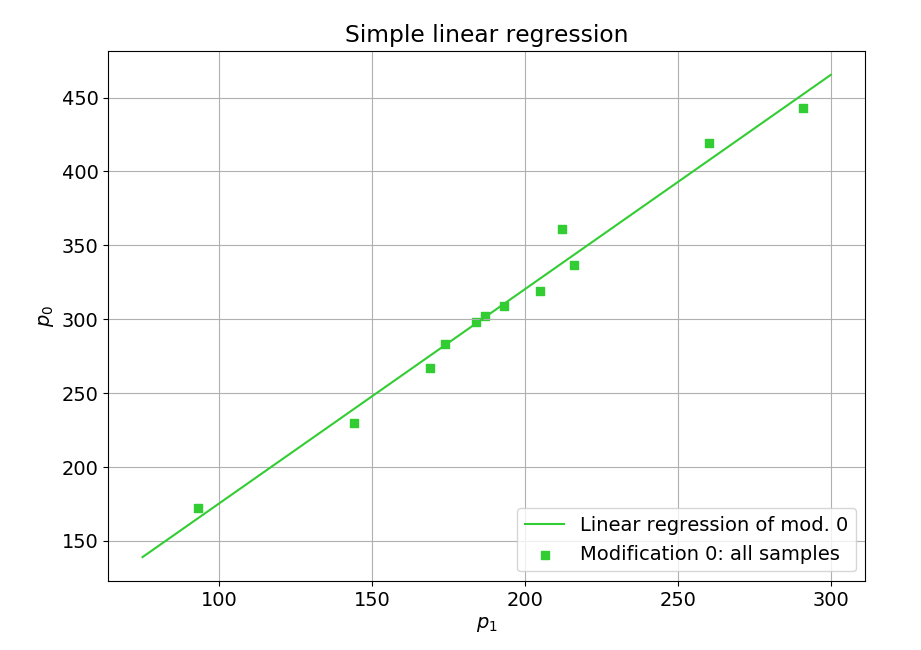 Simple linear regression
450
400
350
300
250
200
150
p₀
100 150 200 250 300
p₁
Linear regression of mod. 0
Modification 0: all samples